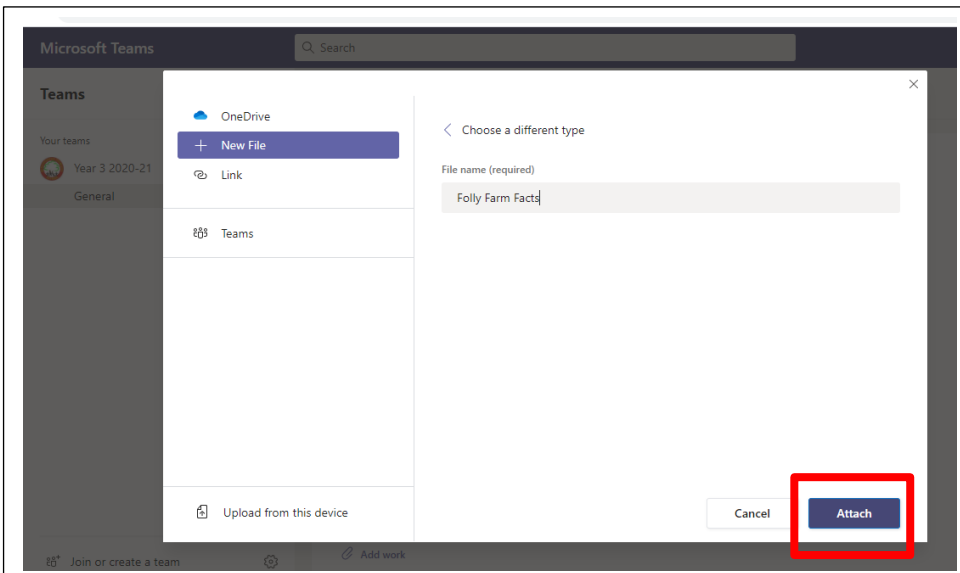 Microsoft Teams
Search
Teams
Your teams
Year 3 2020-21
General
OneDrive
New File
Link
Teams
Upload from this device
Choose a different type
File name (required)
Folly Farm Facts
Cancel
Attach
Join or create a team
Add work